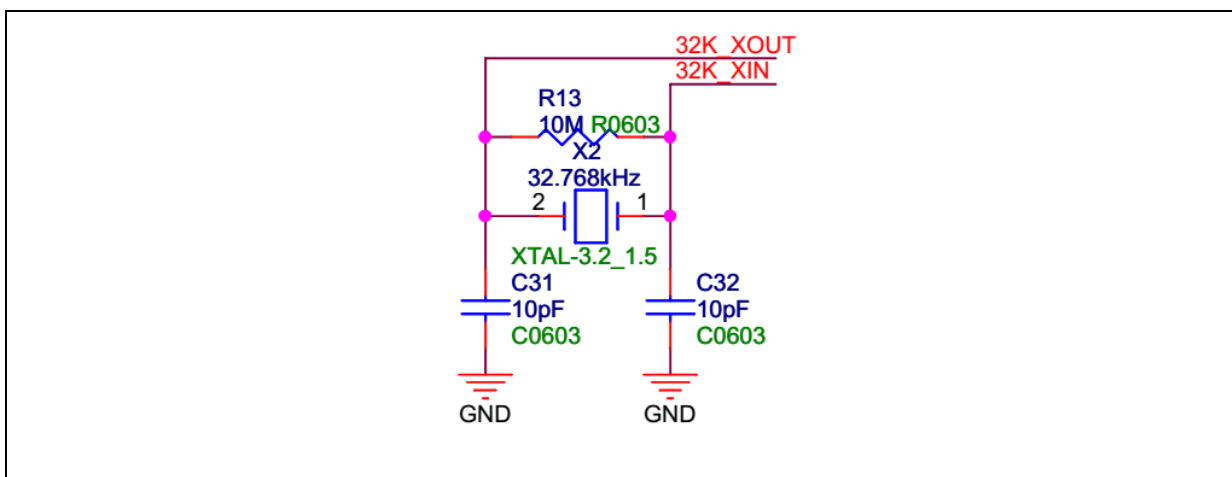 32K_XOUT
32K_XIN
R13
10M R0603
X2
32.768kHz
2 1
XTAL-3.2_1.5
C31 C32
10pF 10pF
C0603 C0603
GND GND